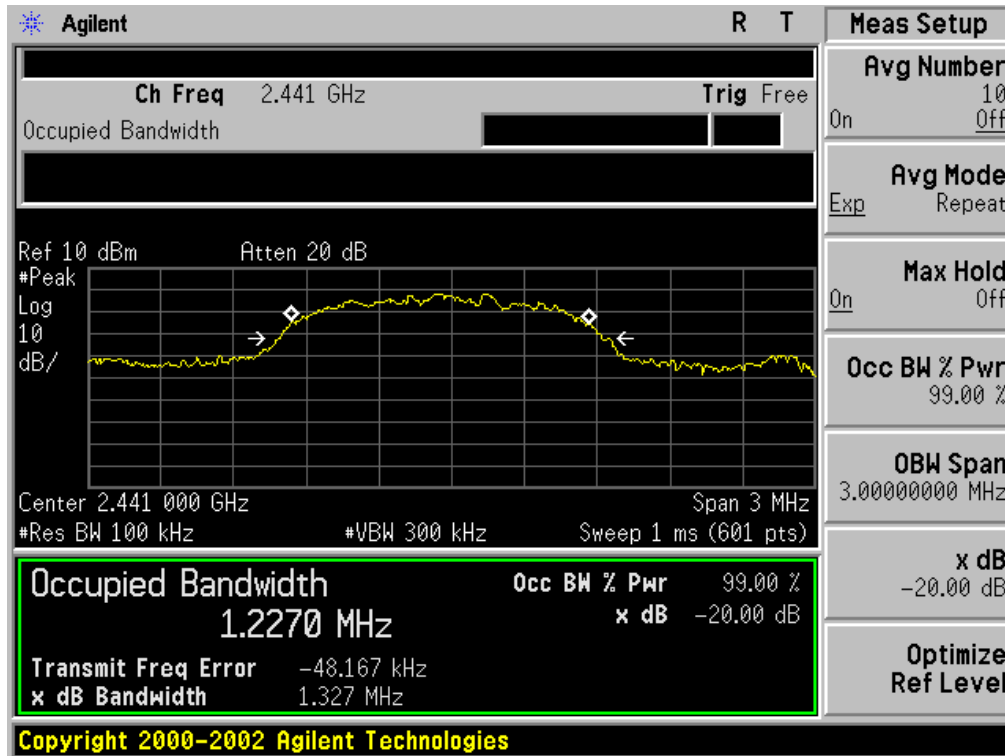 Agilent R T
Ch Freq 2.441 GHz Trig Free
Occupied Bandwidth
Ref 10 dBm Atten 20 dB
#Peak
Log
10
dB/
Center 2.441 000 GHz Span 3 MHz
#Res BW 100 kHz #VBW 300 kHz Sweep 1 ms (601 pts)
Occupied Bandwidth Occ BW % Pwr 99.00 %
1.2270 MHz x dB -20.00 dB
Transmit Freq Error -48.167 kHz
x dB Bandwidth 1.327 MHz
Copyright 2000-2002 Agilent Technologies
Meas Setup
Avg Number
10
On Off
Avg Mode
Exp Repeat
Max Hold
On Off
Occ BW % Pwr
99.00 %
OBW Span
3.00000000 MHz
x dB
-20.00 dB
Optimize
Ref Level